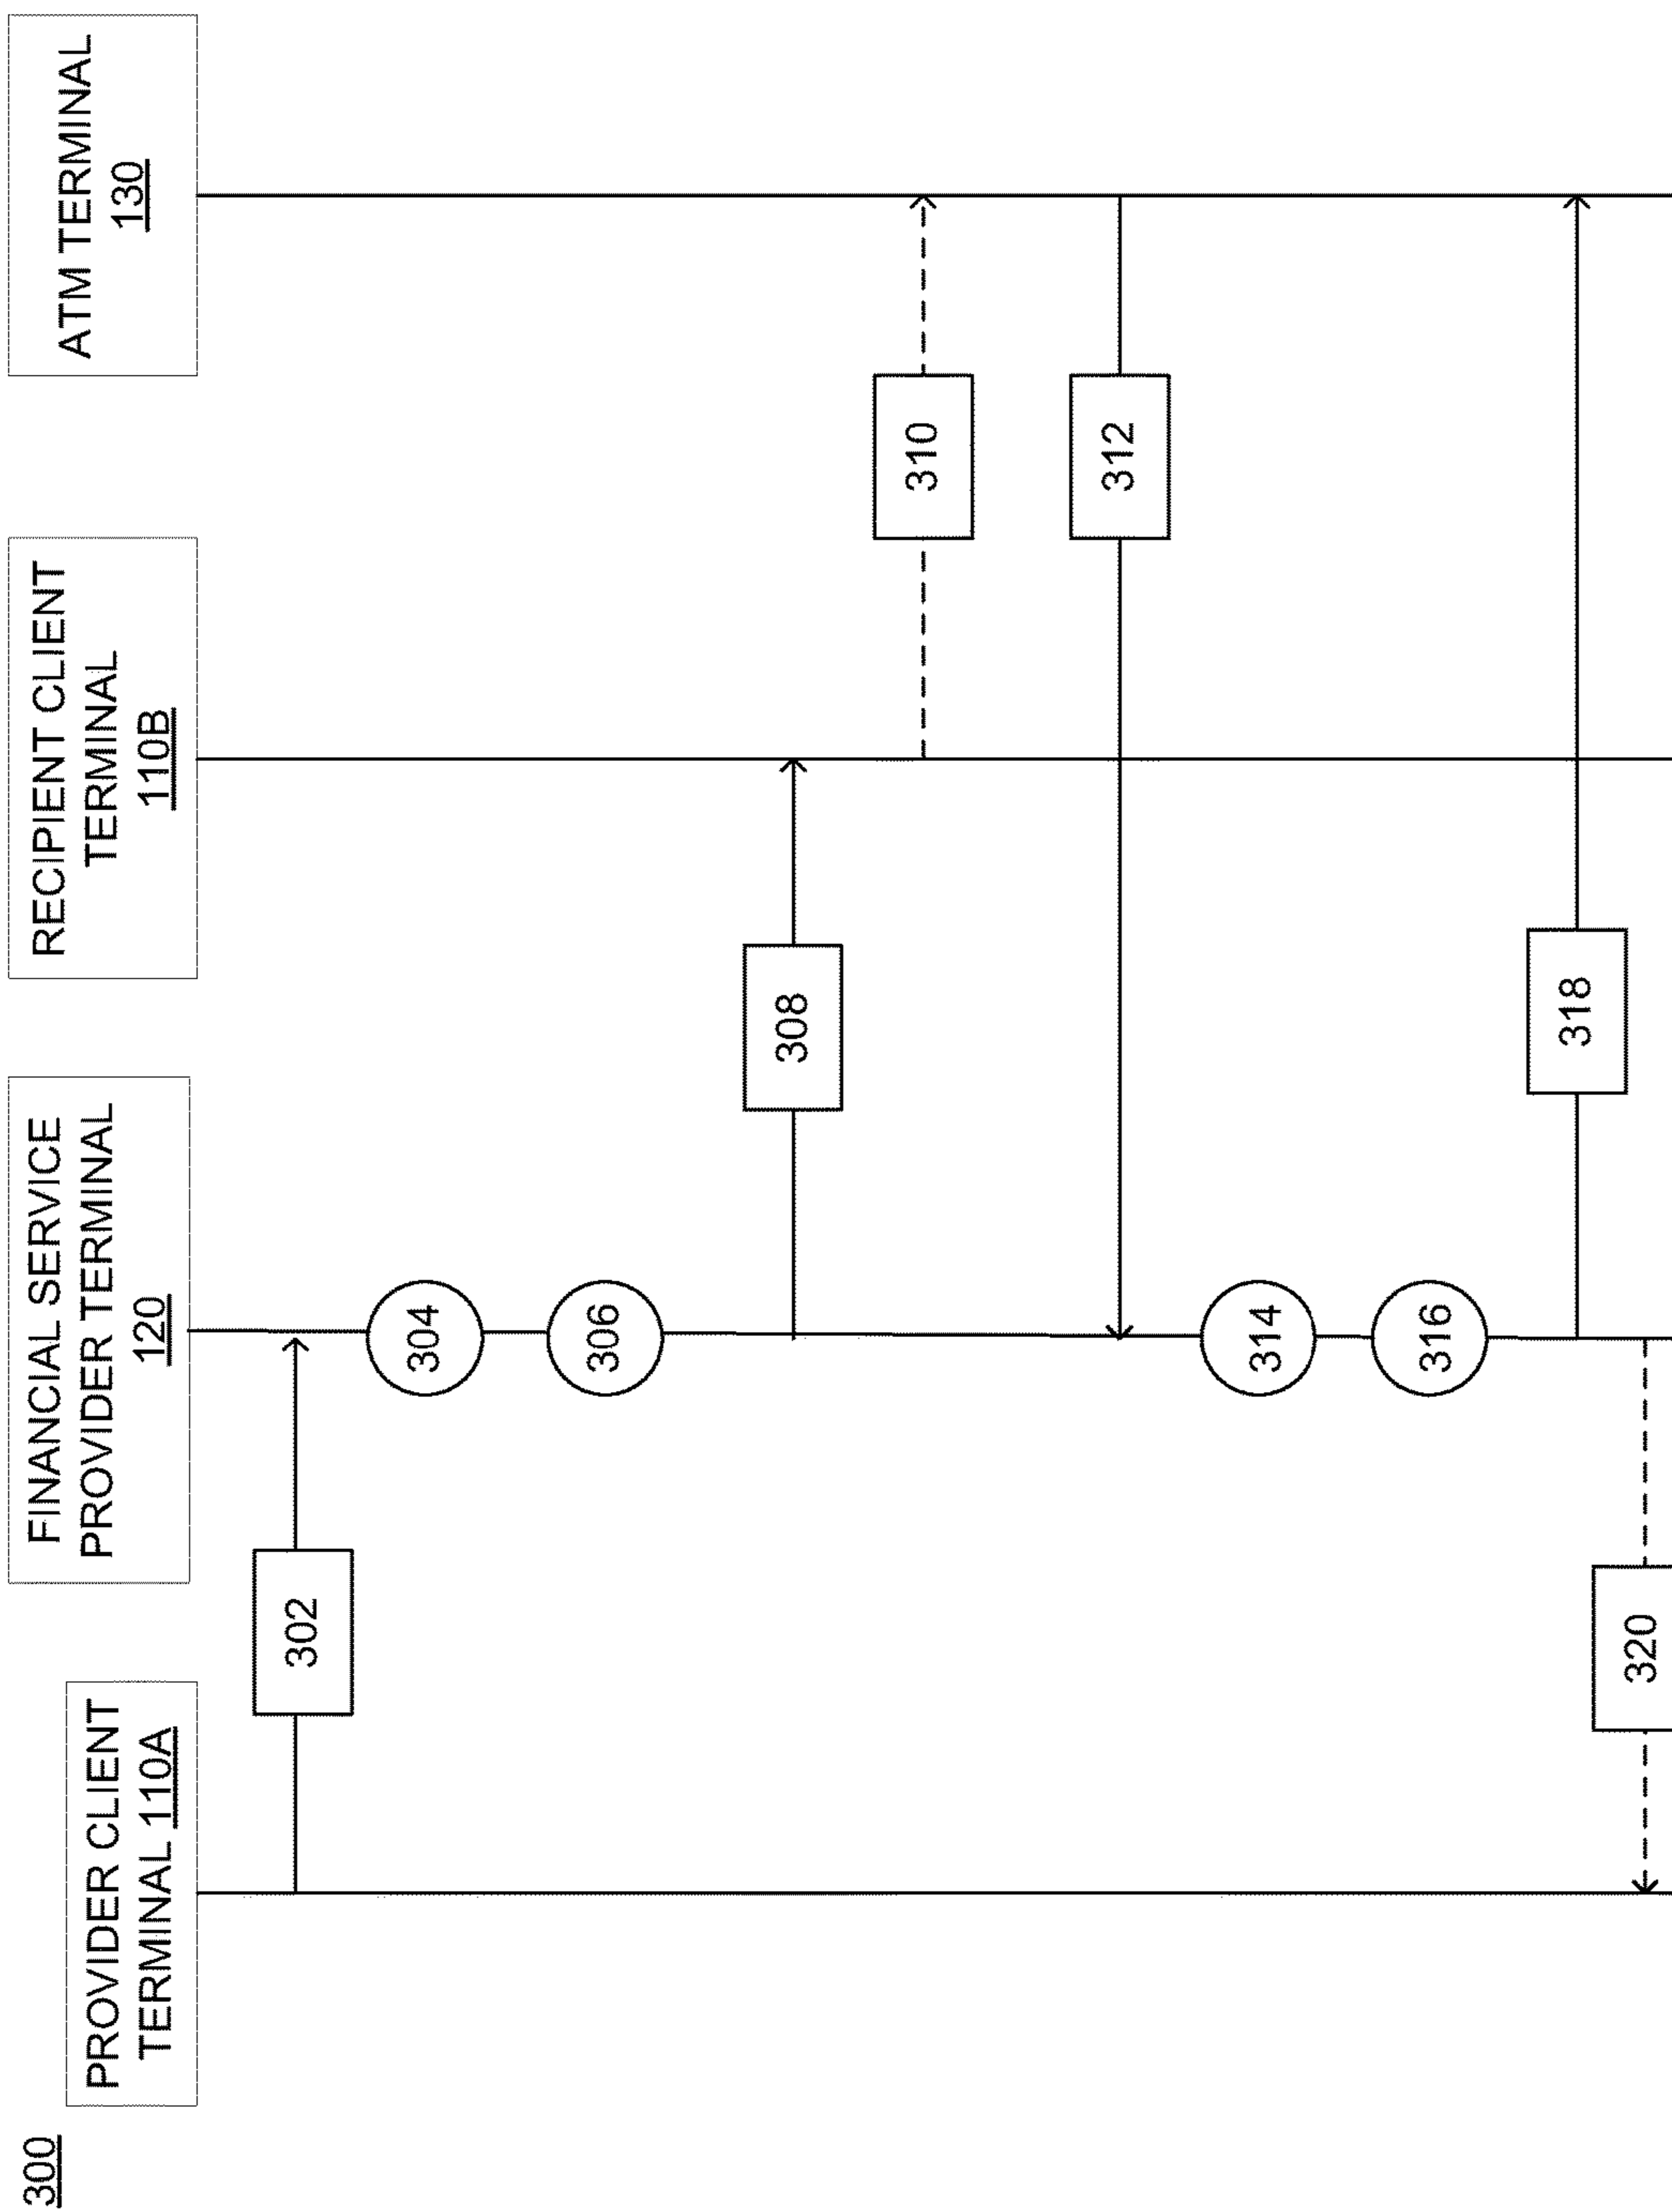 300
PROVIDER CLIENT
TERMINAL 110A
FINANCIAL SERVICE
PROVIDER TERMINAL
120
RECIPIENT CLIENT
TERMINAL
110B
ATM TERMINAL
130
302
304
306
308
310
312
314
316
318
320